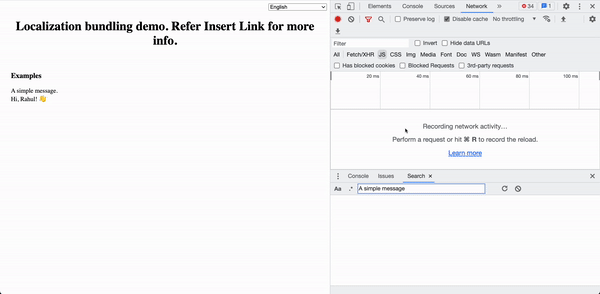 English
Localization bundling demo. Refer Insert Link for more
info.
Examples
A simple message.
Hi, Rahul! 👋
Elements Console Sources Network » 34 1
Preserve log Disable cache No throttling
Filter Invert Hide data URLs
All Fetch/XHR JS CSS Img Media Font Doc WS Wasm Manifest Other
Has blocked cookies Blocked Requests 3rd-party requests
20 ms 40 ms 60 ms 80 ms 100 ms
Recording network activity…
Perform a request or hit ⌘ R to record the reload.
Learn more
Console Issues Search ×
Aa .* A simple message